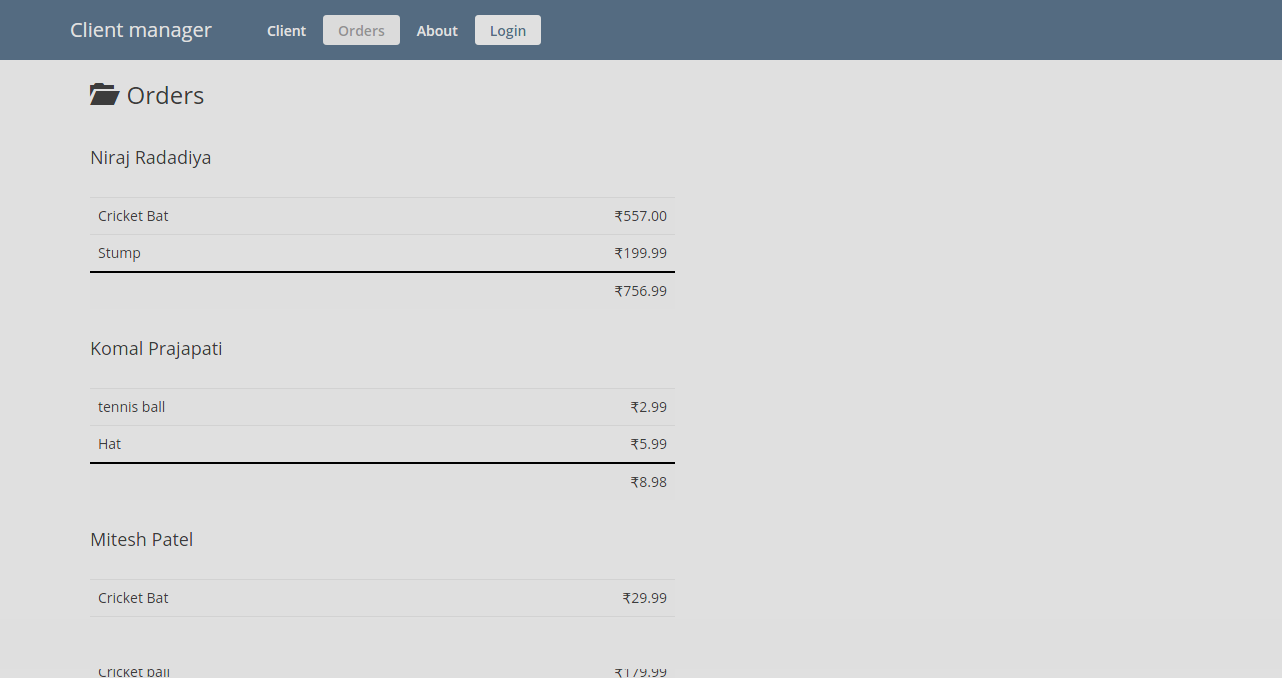 Client manager Client Orders About Login
Orders
Niraj Radadiya
Cricket Bat ₹557.00
Stump ₹199.99
₹756.99
Komal Prajapati
tennis ball ₹2.99
Hat ₹5.99
₹8.98
Mitesh Patel
Cricket Bat ₹29.99
Cricket ball ₹179.99